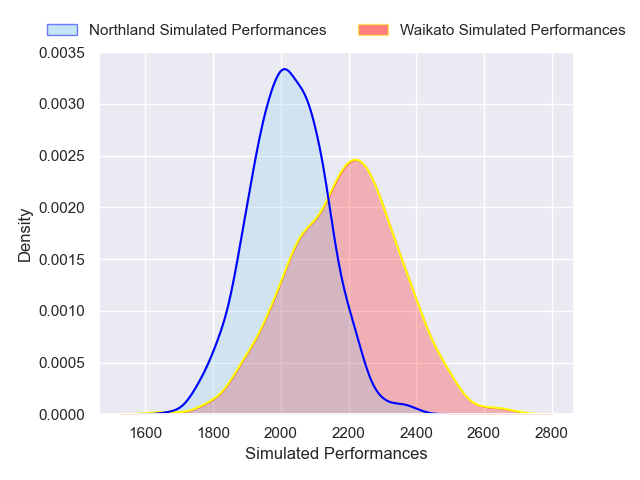 Northland Simulated Performances Waikato Simulated Performances
0.0035
0.0030
0.0025
0.0020
0.0015
0.0010
0.0005
0.0000
Density
1600 1800 2000 2200 2400 2600 2800
Simulated Performances